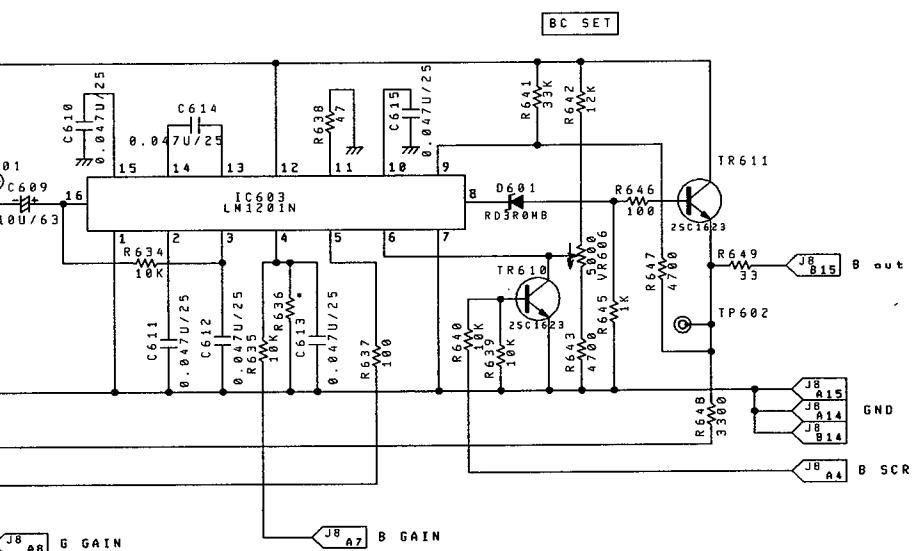 BC SET
C610
0.047U/25
C614
0.047U/25
R638
47
C615
0.047U/25
R641
33K
R642
12K
01
C609
10U/63
15
14
13
12
11
10
9
16
IC603
LM1201N
8
D601
RD3R0MB
R646
100
TR611
2SC1623
1
2
3
4
5
6
7
R634
10K
C611
0.047U/25
C612
0.047U/25
R635
10K
R636
*
C613
0.047U/25
R637
100
TR610
2SC1623
R640
10K
R639
10K
5000
VR606
R643
4700
R645
1K
R647
4700
R649
33
J8
B15
B out
TP602
R648
3300
J8
A15
J8
A14
GND
J8
B14
J8
A4
B SCR
J8
A8
G GAIN
J8
A7
B GAIN